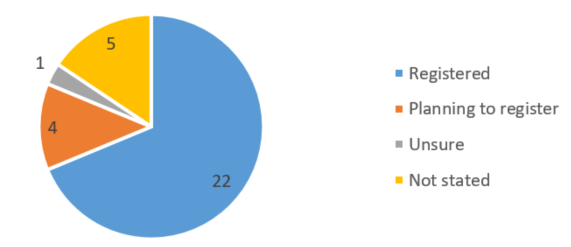 5
1
4
22
Registered
Planning to register
Unsure
Not stated